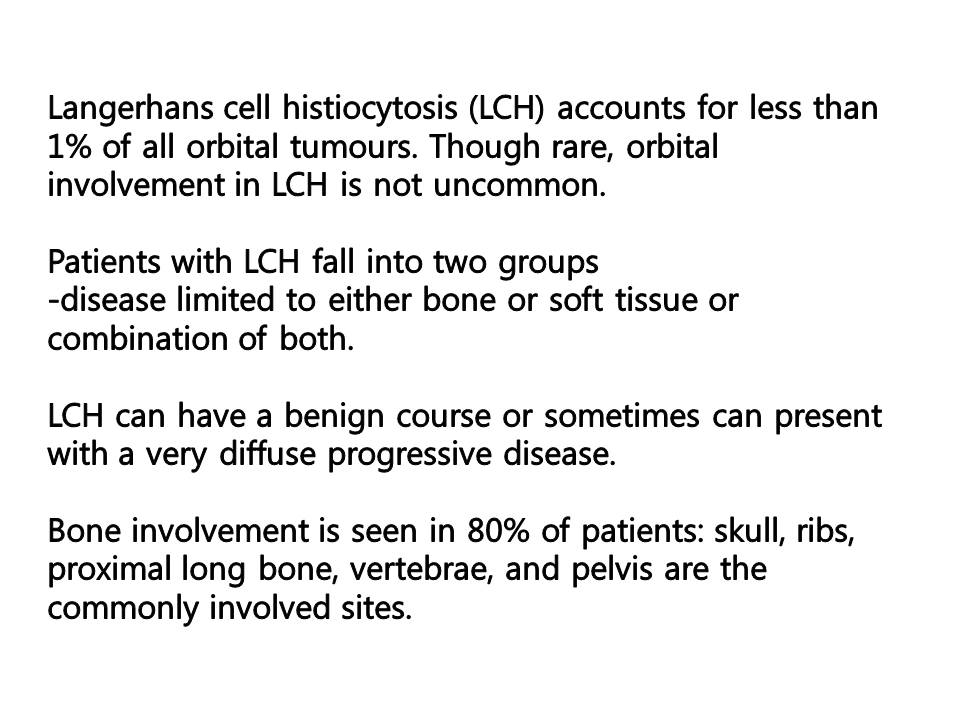 Langerhans cell histiocytosis (LCH) accounts for less than
1% of all orbital tumours. Though rare, orbital
involvement in LCH is not uncommon.
Patients with LCH fall into two groups
-disease limited to either bone or soft tissue or
combination of both.
LCH can have a benign course or sometimes can present
with a very diffuse progressive disease.
Bone involvement is seen in 80% of patients: skull, ribs,
proximal long bone, vertebrae, and pelvis are the
commonly involved sites.